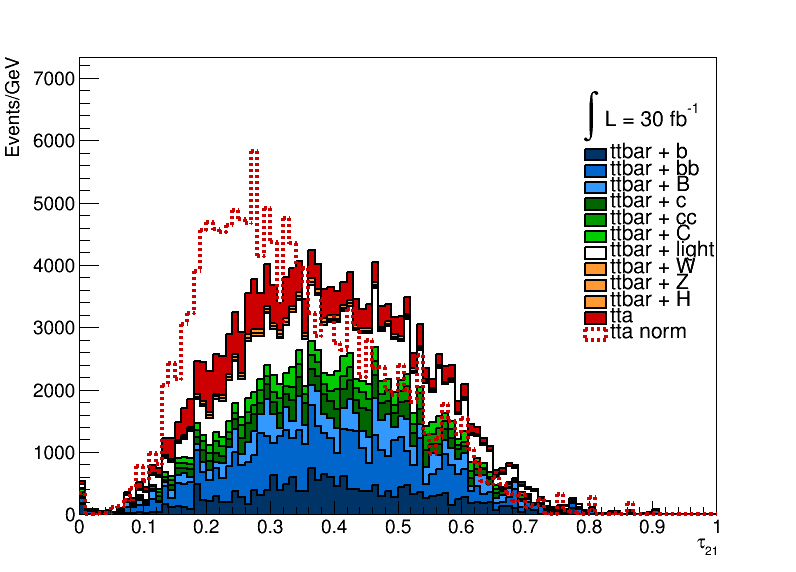 Events/GeV
7000
6000
5000
4000
3000
2000
1000
0
∫ L = 30 fb⁻¹
ttbar + b
ttbar + bb
ttbar + B
ttbar + c
ttbar + cc
ttbar + C
ttbar + light
ttbar + W
ttbar + Z
ttbar + H
tta
tta norm
0 0.1 0.2 0.3 0.4 0.5 0.6 0.7 0.8 0.9 1
τ₂₁